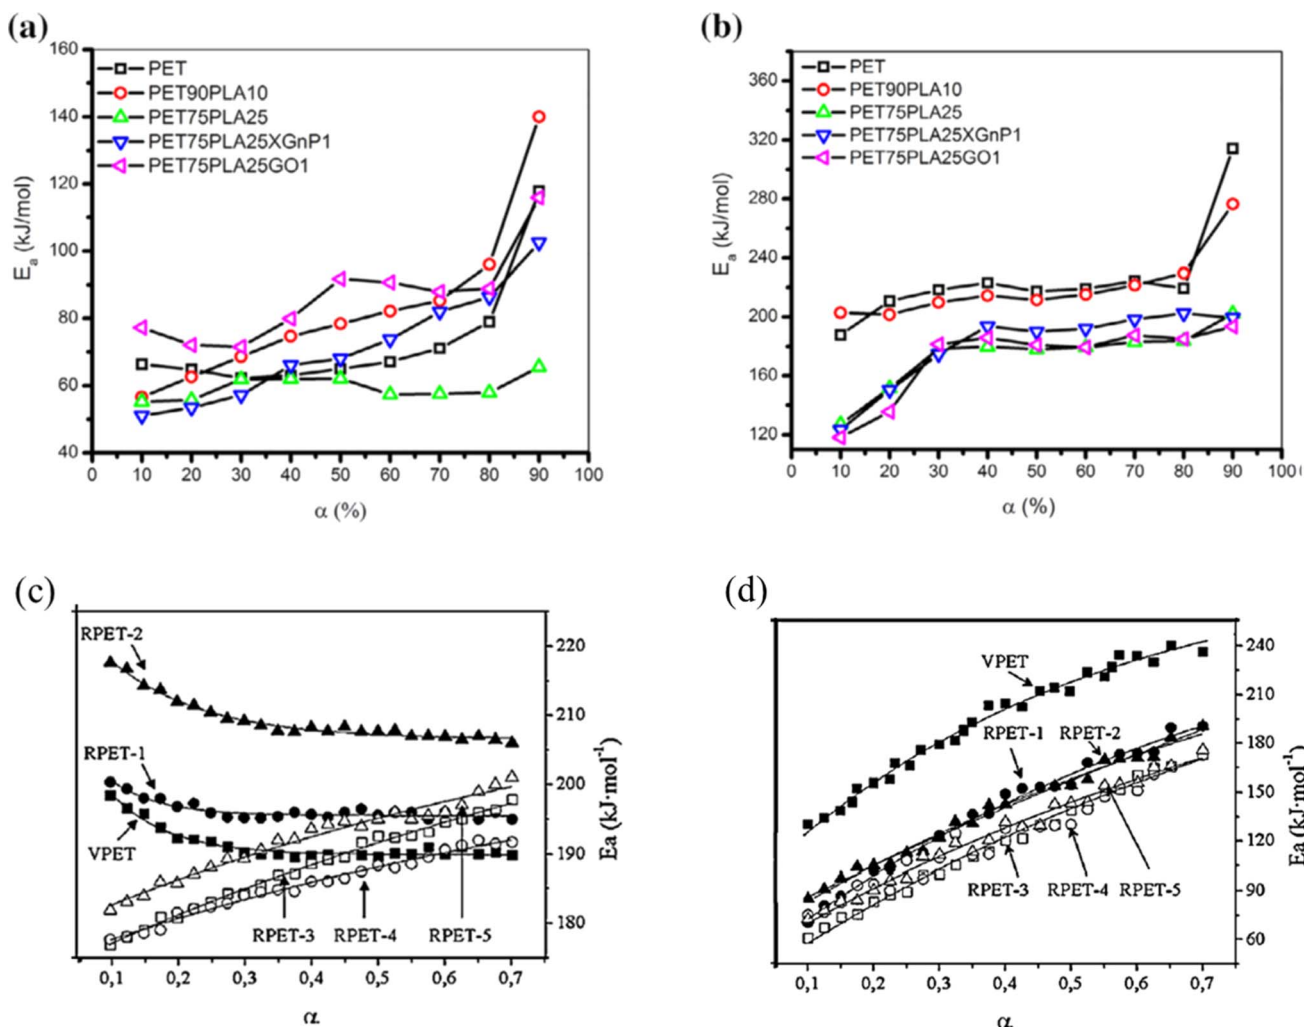 (a)
160
140
120
100
80
60
40
E_a (kJ/mol)
PET
PET90PLA10
PET75PLA25
PET75PLA25XGnP1
PET75PLA25GO1
0 10 20 30 40 50 60 70 80 90 100
α (%)
(b)
360
320
280
240
200
160
120
E_a (kJ/mol)
PET
PET90PLA10
PET75PLA25
PET75PLA25XGnP1
PET75PLA25GO1
0 10 20 30 40 50 60 70 80 90 100
α (%)
(c)
RPET-2
RPET-1
VPET
RPET-3 RPET-4 RPET-5
220
210
200
190
180
Ea (kJ·mol⁻¹)
0,1 0,2 0,3 0,4 0,5 0,6 0,7
α
(d)
VPET
RPET-1 RPET-2
RPET-3 RPET-4 RPET-5
240
210
180
150
120
90
60
Ea (kJ·mol⁻¹)
0,1 0,2 0,3 0,4 0,5 0,6 0,7
α